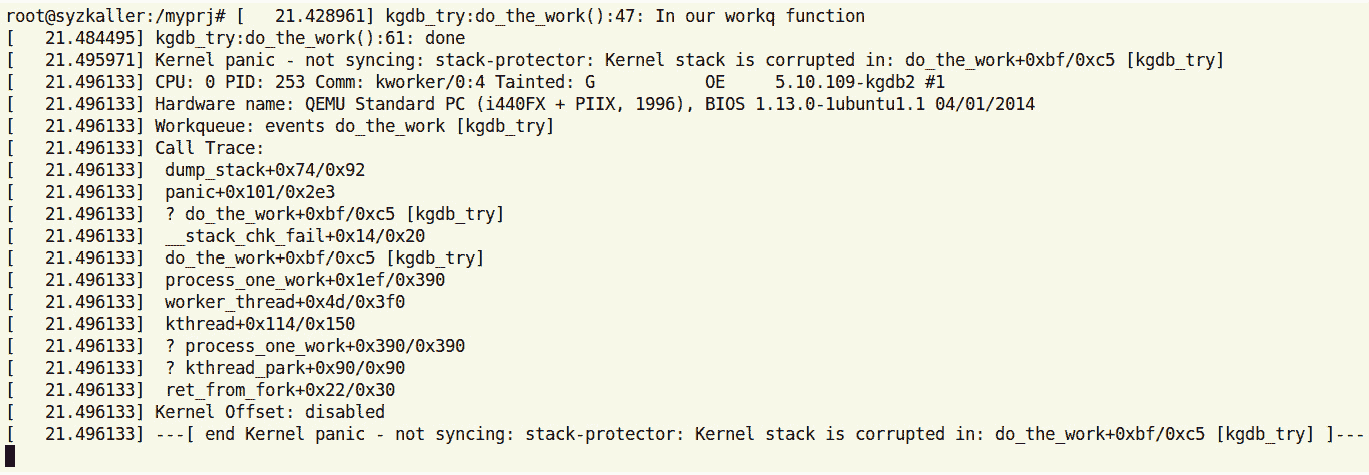 root@syzkaller:/myprj# [   21.428961] kgdb_try:do_the_work():47: In our workq function
[   21.484495] kgdb_try:do_the_work():61: done
[   21.495971] Kernel panic - not syncing: stack-protector: Kernel stack is corrupted in: do_the_work+0xbf/0xc5 [kgdb_try]
[   21.496133] CPU: 0 PID: 253 Comm: kworker/0:4 Tainted: G           OE     5.10.109-kgdb2 #1
[   21.496133] Hardware name: QEMU Standard PC (i440FX + PIIX, 1996), BIOS 1.13.0-1ubuntu1.1 04/01/2014
[   21.496133] Workqueue: events do_the_work [kgdb_try]
[   21.496133] Call Trace:
[   21.496133]  dump_stack+0x74/0x92
[   21.496133]  panic+0x101/0x2e3
[   21.496133]  ? do_the_work+0xbf/0xc5 [kgdb_try]
[   21.496133]  __stack_chk_fail+0x14/0x20
[   21.496133]  do_the_work+0xbf/0xc5 [kgdb_try]
[   21.496133]  process_one_work+0x1ef/0x390
[   21.496133]  worker_thread+0x4d/0x3f0
[   21.496133]  kthread+0x114/0x150
[   21.496133]  ? process_one_work+0x390/0x390
[   21.496133]  ? kthread_park+0x90/0x90
[   21.496133]  ret_from_fork+0x22/0x30
[   21.496133] Kernel Offset: disabled
[   21.496133] ---[ end Kernel panic - not syncing: stack-protector: Kernel stack is corrupted in: do_the_work+0xbf/0xc5 [kgdb_try] ]---